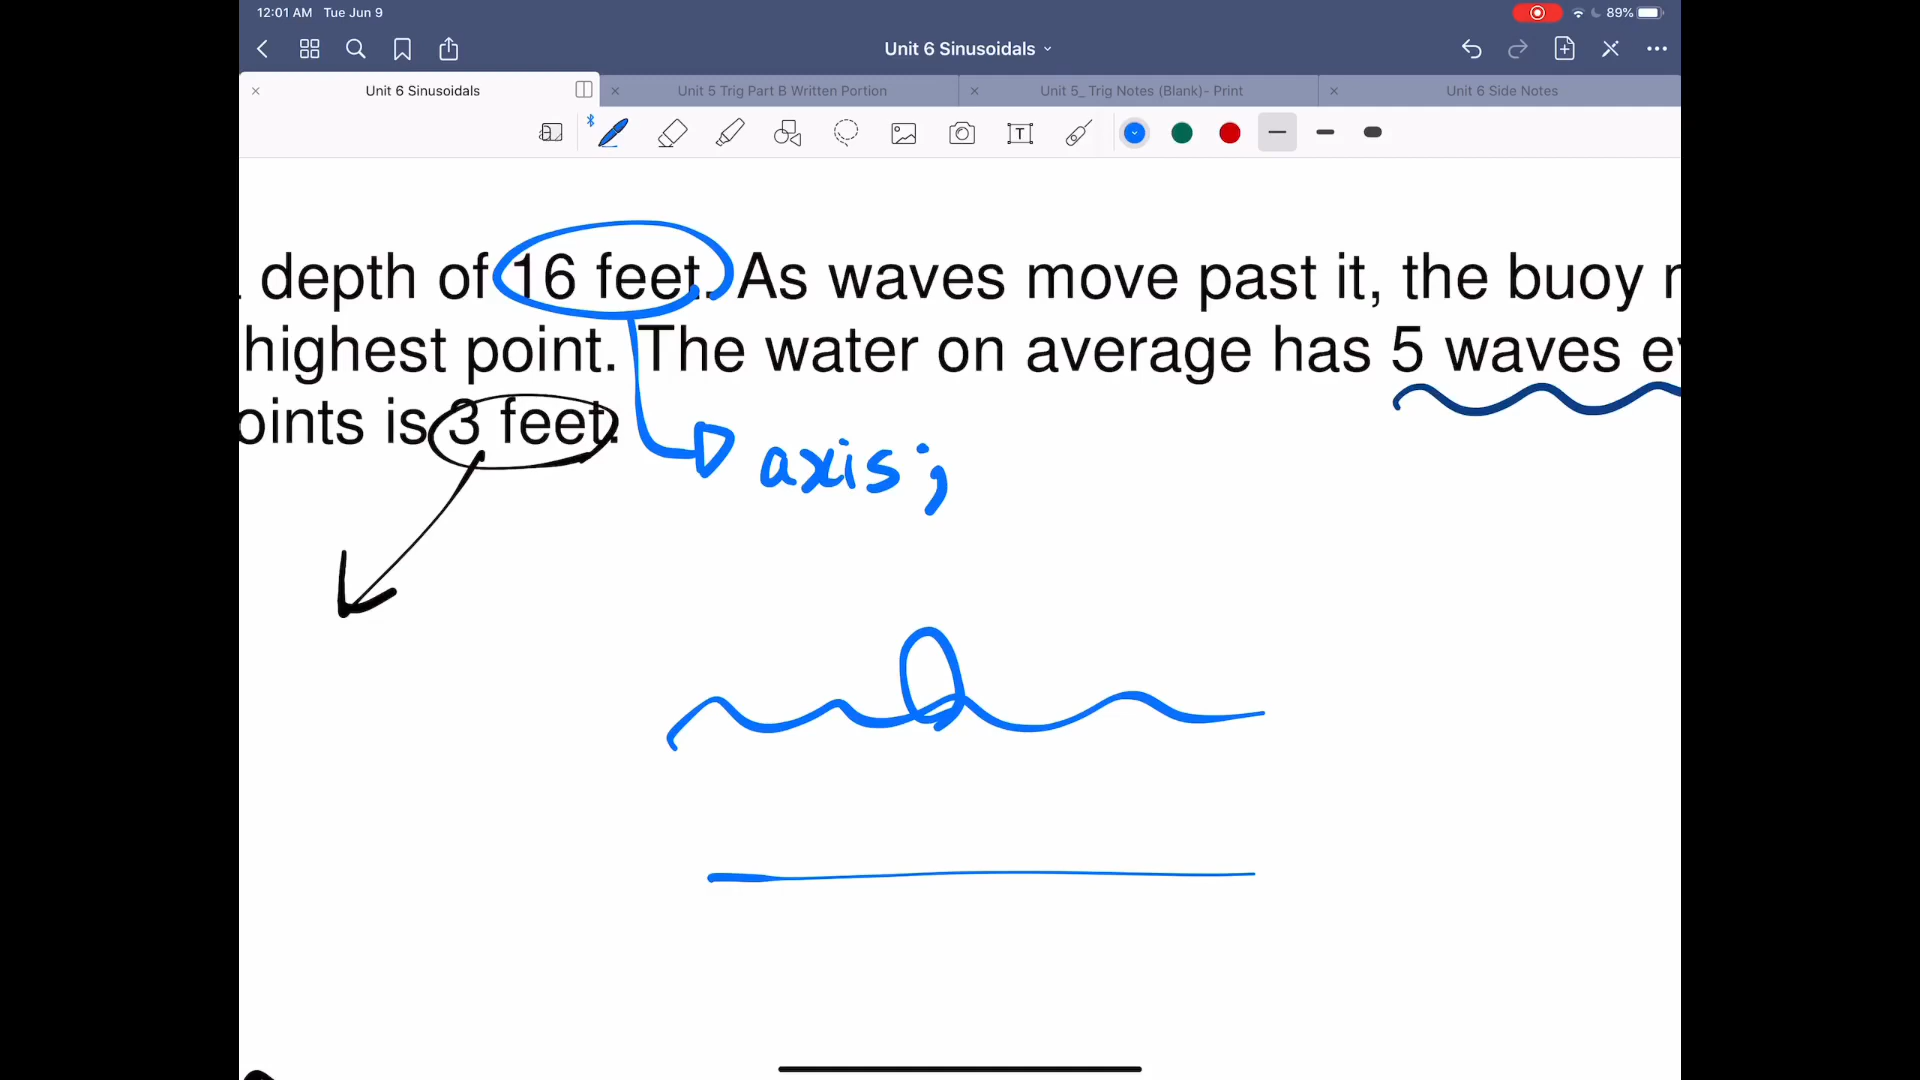 12:01 AM Tue Jun 9
89%
Unit 6 Sinusoidals
Unit 6 Sinusoidals
Unit 5 Trig Part B Written Portion
Unit 5_ Trig Notes (Blank)- Print
Unit 6 Side Notes
T
depth of 16 feet. As waves move past it, the buoy
highest point. The water on average has 5 waves
oints is 3 feet.
axis;